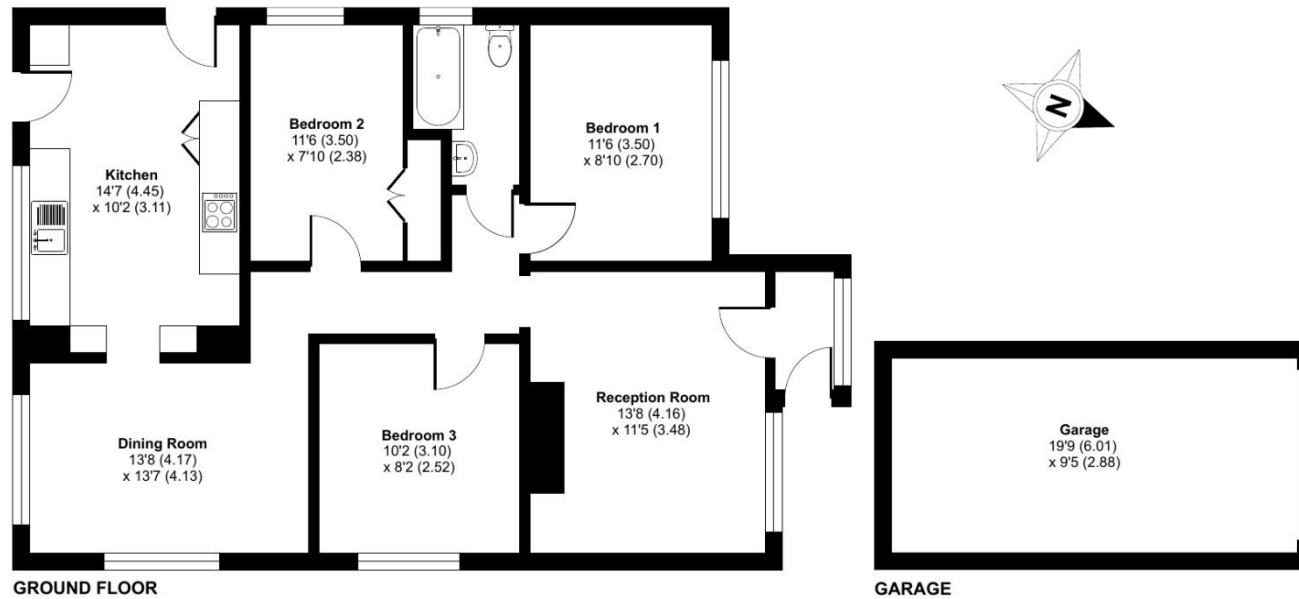 Kitchen
14'7 (4.45)
x 10'2 (3.11)
Bedroom 2
11'6 (3.50)
x 7'10 (2.38)
Bedroom 1
11'6 (3.50)
x 8'10 (2.70)
N
Dining Room
13'8 (4.17)
x 13'7 (4.13)
Bedroom 3
10'2 (3.10)
x 8'2 (2.52)
Reception Room
13'8 (4.16)
x 11'5 (3.48)
Garage
19'9 (6.01)
x 9'5 (2.88)
GROUND FLOOR
GARAGE